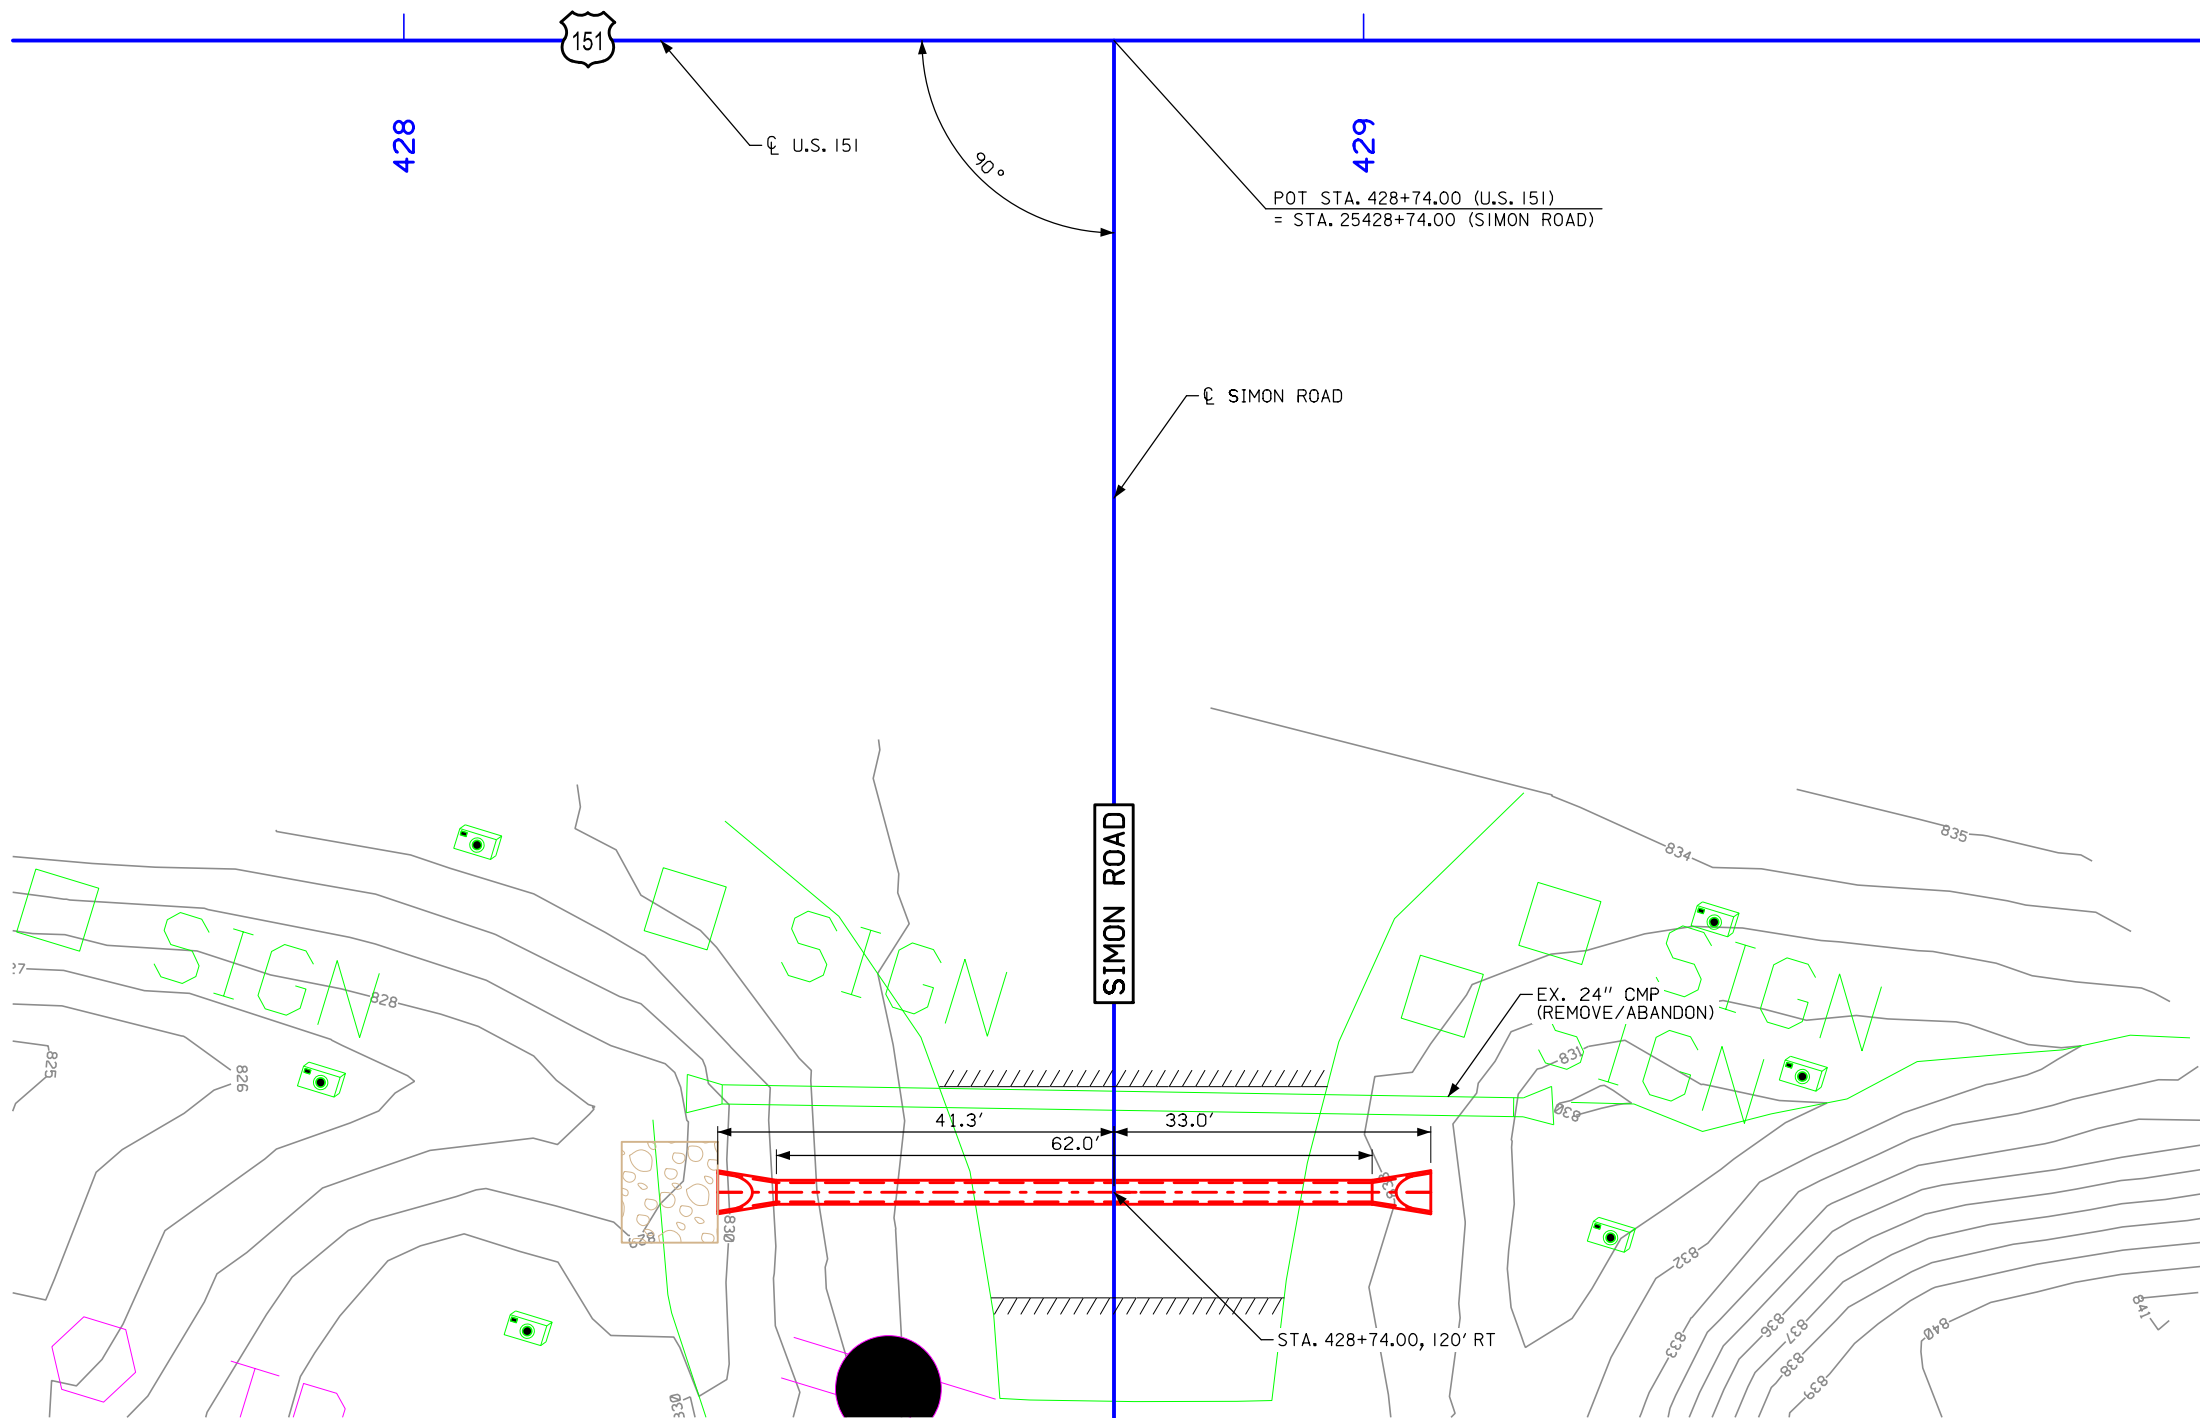 151
428
429
℄ U.S. 151
90°
POT STA. 428+74.00 (U.S. 151)
= STA. 25428+74.00 (SIMON ROAD)
℄ SIMON ROAD
SIMON ROAD
835
834
SIGN
SIGN
SIGN
SIGN
27
828
EX. 24" CMP
(REMOVE/ABANDON)
831
830
825
826
41.3'
33.0'
62.0'
829
830
832
STA. 428+74.00, 120' RT
833
836
837
838
839
840
841
830